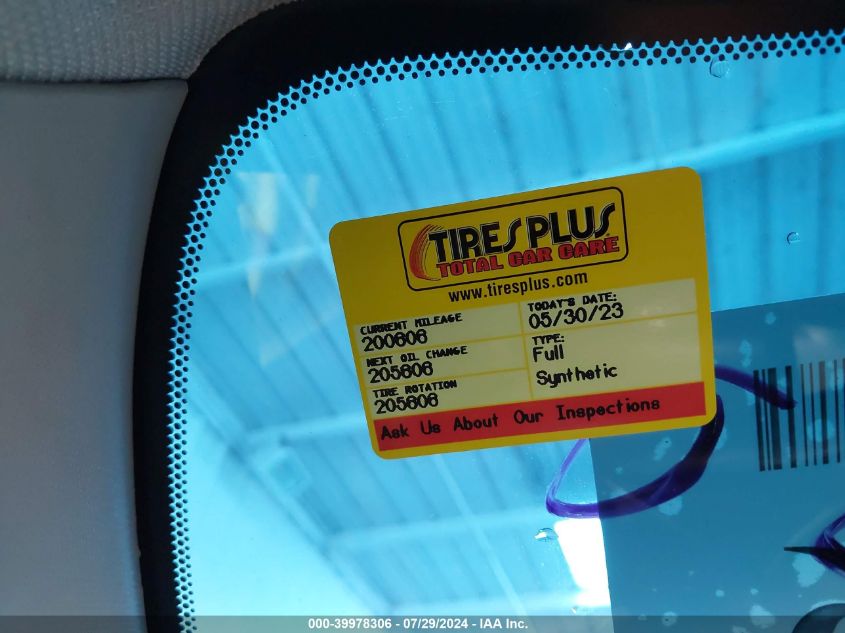 TIRES PLUS
TOTAL CAR CARE
www.tiresplus.com
CURRENT MILEAGE
200606
NEXT OIL CHANGE
205606
TIRE ROTATION
205606
TODAY'S DATE:
05/30/23
TYPE:
Full
Synthetic
Ask Us About Our Inspections
000-39978306 - 07/29/2024 - IAA Inc.